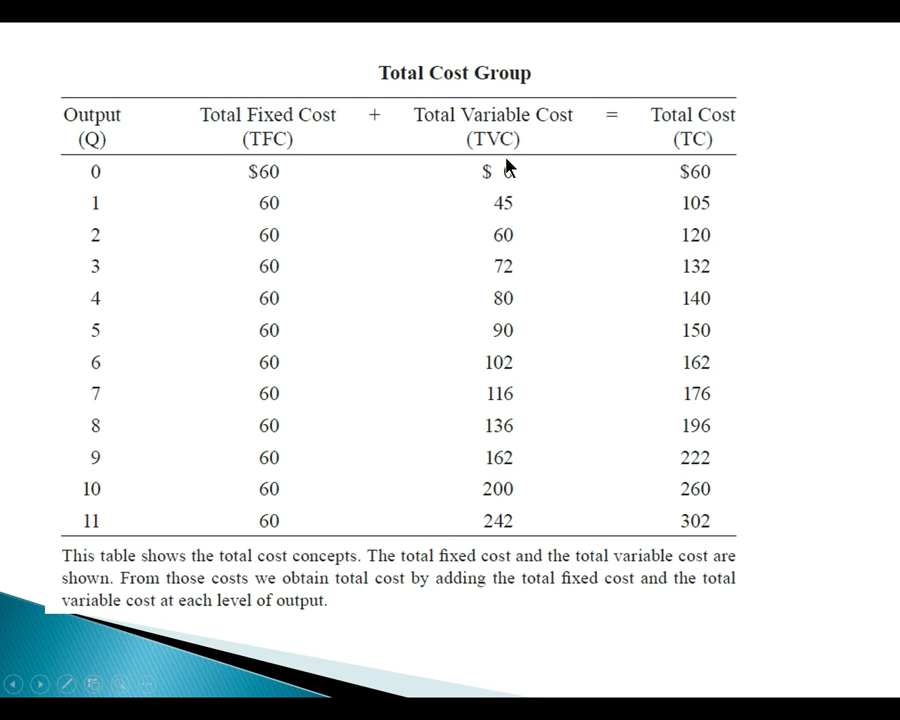 Total Cost Group
Output Total Fixed Cost + Total Variable Cost = Total Cost
(Q) (TFC) (TVC) (TC)
0 $60 $ $60
1 60 45 105
2 60 60 120
3 60 72 132
4 60 80 140
5 60 90 150
6 60 102 162
7 60 116 176
8 60 136 196
9 60 162 222
10 60 200 260
11 60 242 302
This table shows the total cost concepts. The total fixed cost and the total variable cost are
shown. From those costs we obtain total cost by adding the total fixed cost and the total
variable cost at each level of output.